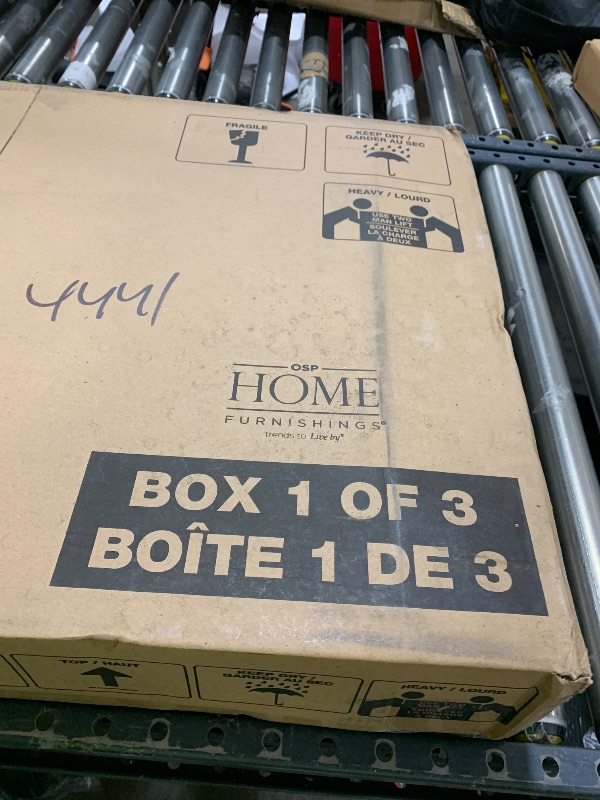 FRAGILE
KEEP DRY /
GARDER AU SEC
HEAVY / LOURD
USE TWO
MAN LIFT
SOULEVER
LA CHARGE
À DEUX
4441
OSP
HOME
FURNISHINGS®
trends to Live by®
BOX 1 OF 3
BOÎTE 1 DE 3
TOP / HAUT
KEEP DRY /
GARDER AU SEC
HEAVY / LOURD